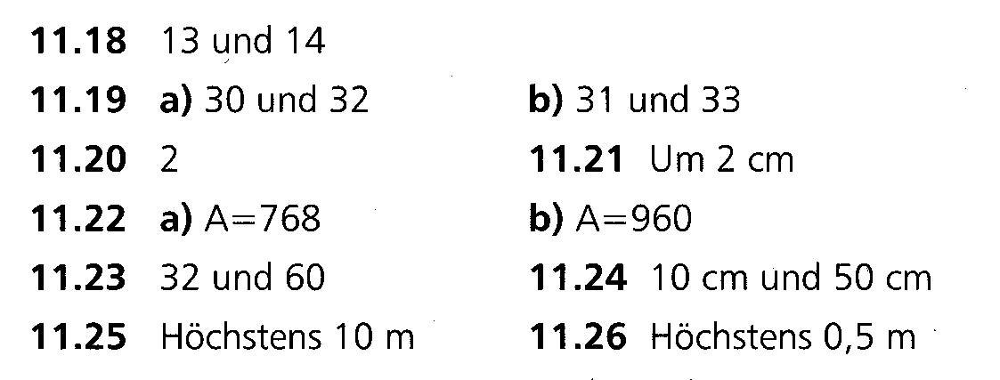 11.18 13 und 14
11.19 a) 30 und 32 b) 31 und 33
11.20 2 11.21 Um 2 cm
11.22 a) A=768 b) A=960
11.23 32 und 60 11.24 10 cm und 50 cm
11.25 Höchstens 10 m 11.26 Höchstens 0,5 m